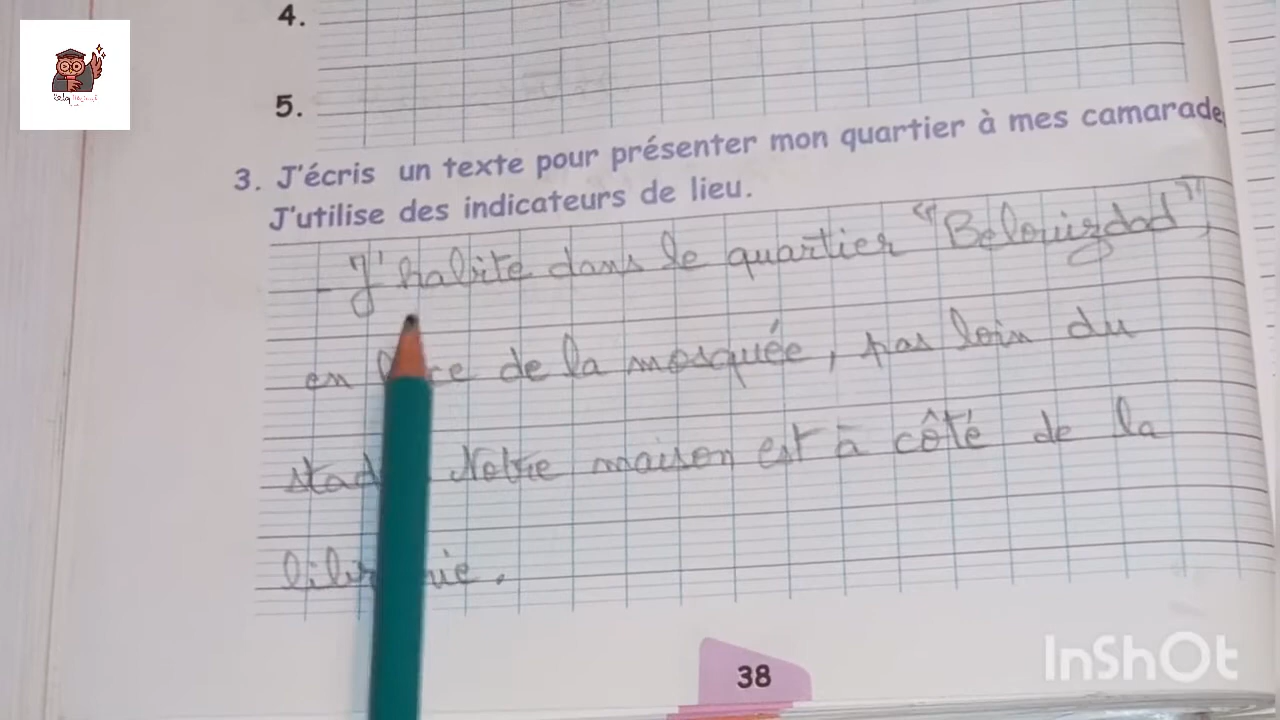 4.
5.
3. J'écris un texte pour présenter mon quartier à mes camarade
J'utilise des indicateurs de lieu.
- J'habite dans le quartier "Belouizdad",
en de la mosquée, pas loin du
Notre maison est à côté de la
38
InShOt